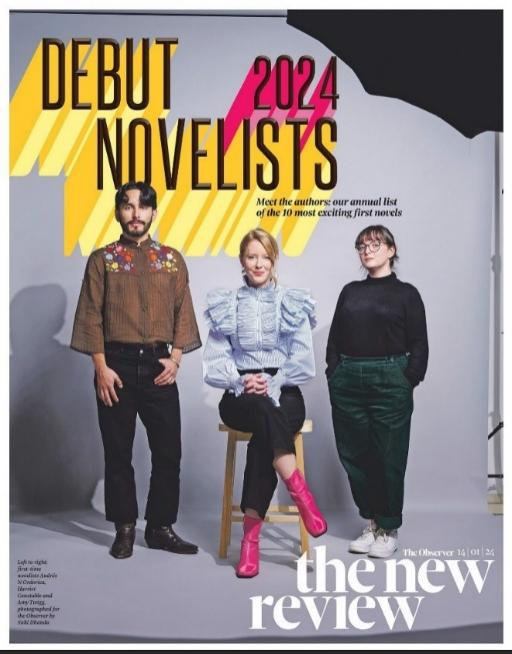 DEBUT 2024
NOVELISTS
Meet the authors: our annual list
of the 10 most exciting first novels
Left to right:
first-time
novelists Andrés
N Ordorica,
Harriet
Constable and
Amy Twigg,
photographed for
the Observer by
Suki Dhanda
The Observer 14 | 01 | 24
the new
review